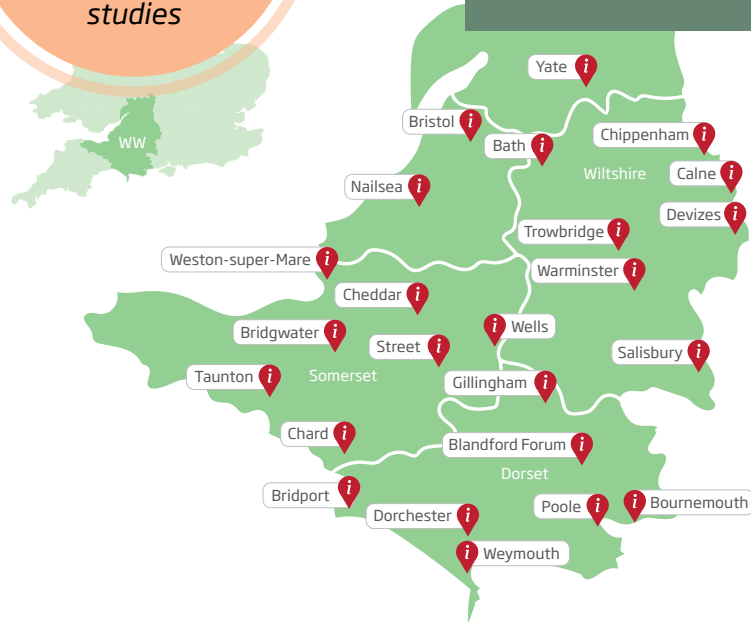 studies
WW
Yate
Bristol
Bath
Chippenham
Wiltshire
Calne
Nailsea
Devizes
Trowbridge
Weston-super-Mare
Warminster
Cheddar
Bridgwater
Wells
Street
Salisbury
Taunton
Somerset
Gillingham
Chard
Blandford Forum
Dorset
Bridport
Poole
Bournemouth
Dorchester
Weymouth